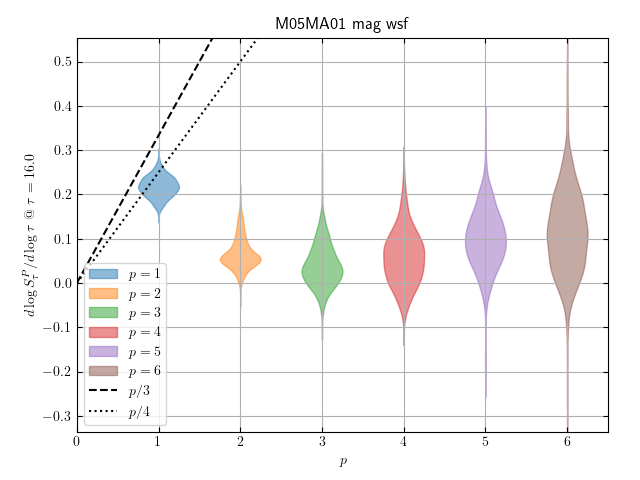 M05MA01 mag wsf
d log S_τ^P / d log τ @ τ = 16.0
0.5
0.4
0.3
0.2
0.1
0.0
−0.1
−0.2
−0.3
p = 1
p = 2
p = 3
p = 4
p = 5
p = 6
p/3
p/4
0 1 2 3 4 5 6
p